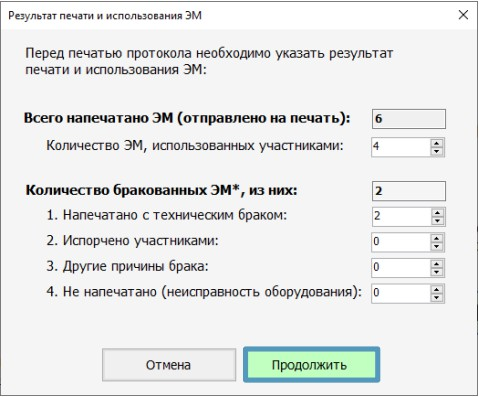 Результат печати и использования ЭМ
Перед печатью протокола необходимо указать результат
печати и использования ЭМ:
Всего напечатано ЭМ (отправлено на печать): 6
Количество ЭМ, использованных участниками: 4
Количество бракованных ЭМ*, из них: 2
1. Напечатано с техническим браком: 2
2. Испорчено участниками: 0
3. Другие причины брака: 0
4. Не напечатано (неисправность оборудования): 0
Отмена Продолжить